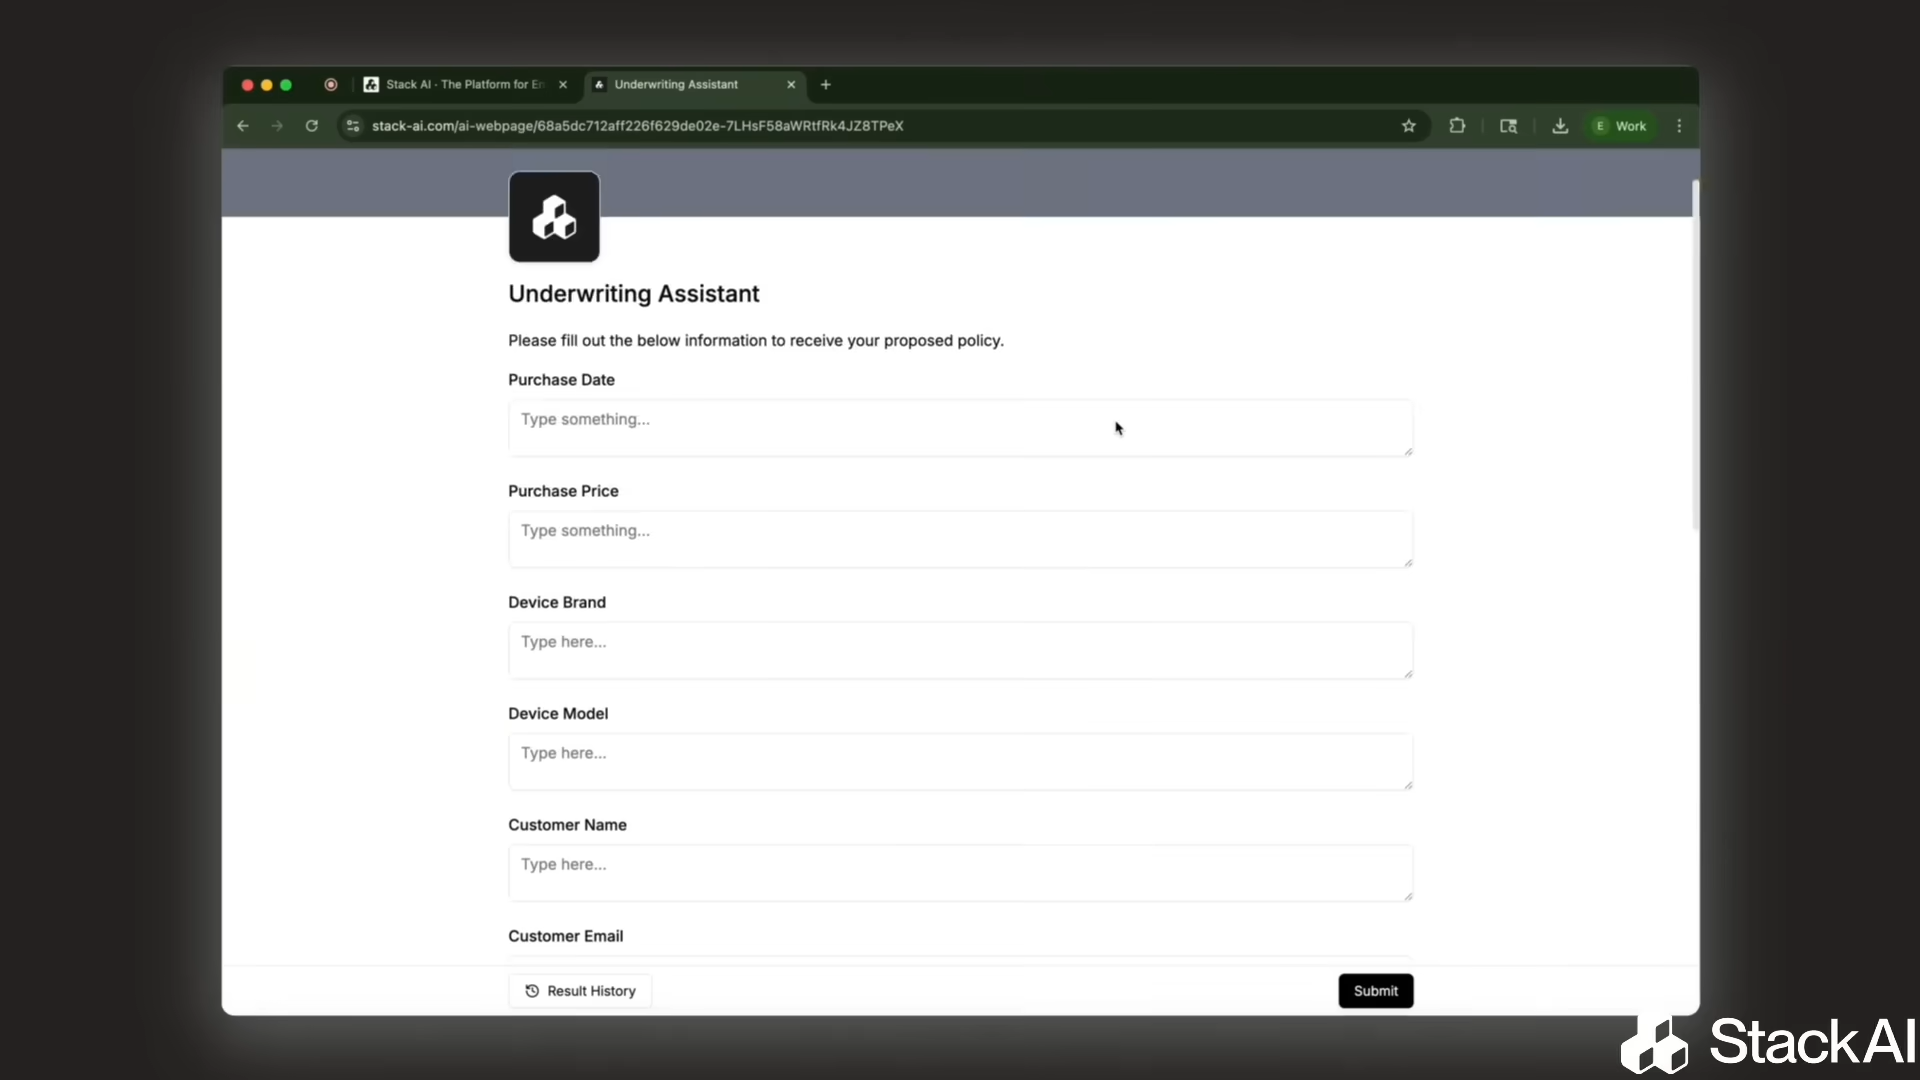 Stack AI - The Platform for En
Underwriting Assistant
stack-ai.com/ai-webpage/68a5dc712aff226f629de02e-7LHsF58aWRtfRk4JZ8TPeX
E Work
Underwriting Assistant
Please fill out the below information to receive your proposed policy.
Purchase Date
Type something...
Purchase Price
Type something...
Device Brand
Type here...
Device Model
Type here...
Customer Name
Type here...
Customer Email
Result History
Submit
StackAI